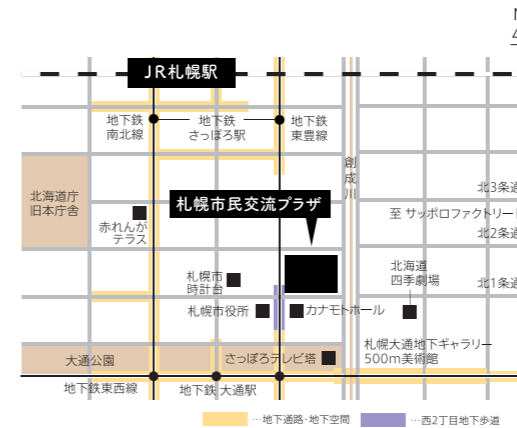 JR札幌駅
地下鉄
南北線
地下鉄
さっぽろ駅
地下鉄
東豊線
創成川
北海道庁
旧本庁舎
赤れんが
テラス
札幌市民交流プラザ
北3条通
至 サッポロファクトリー
北2条通
札幌市
時計台
北海道
四季劇場
北1条通
札幌市役所
カナモトホール
札幌大通地下ギャラリー
500m美術館
大通公園
さっぽろテレビ塔
地下鉄東西線
地下鉄 大通駅
…地下通路・地下空間
…西2丁目地下歩道